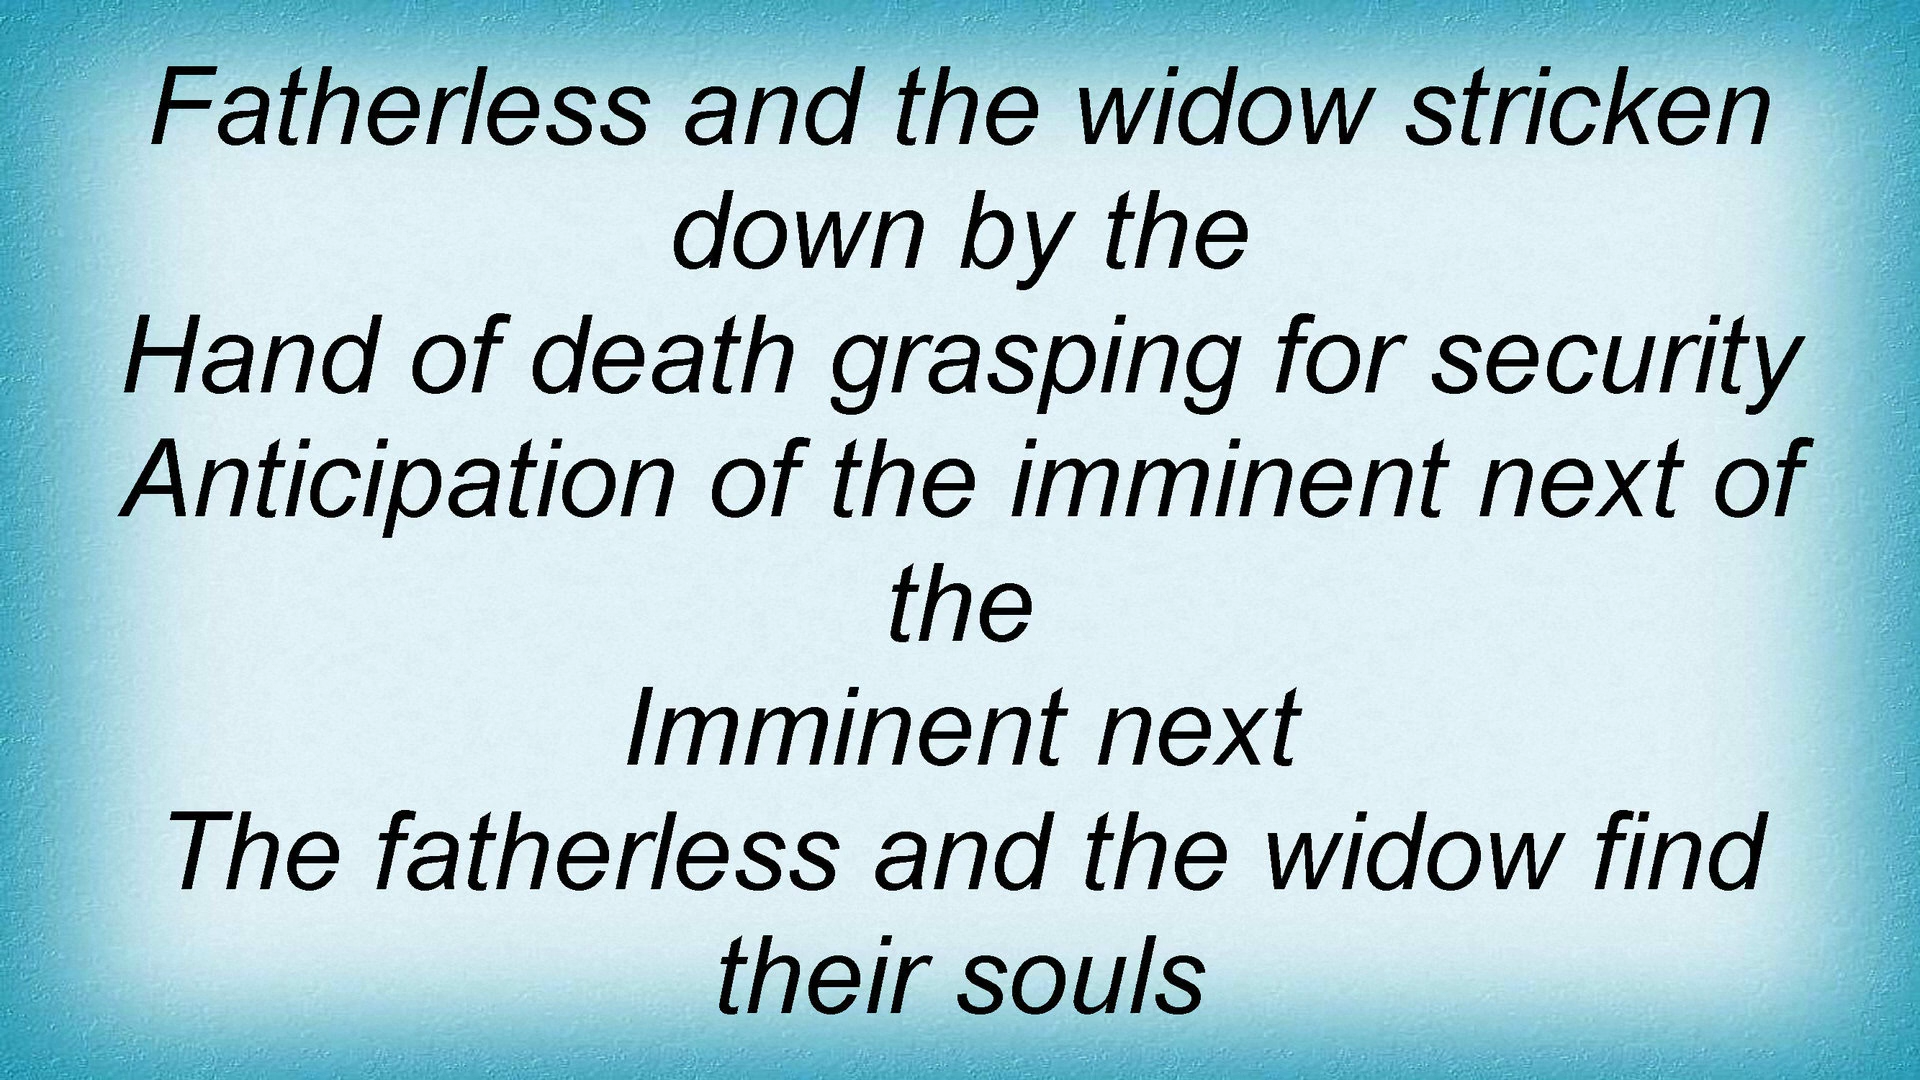 Fatherless and the widow stricken
down by the
Hand of death grasping for security
Anticipation of the imminent next of
the
Imminent next
The fatherless and the widow find
their souls